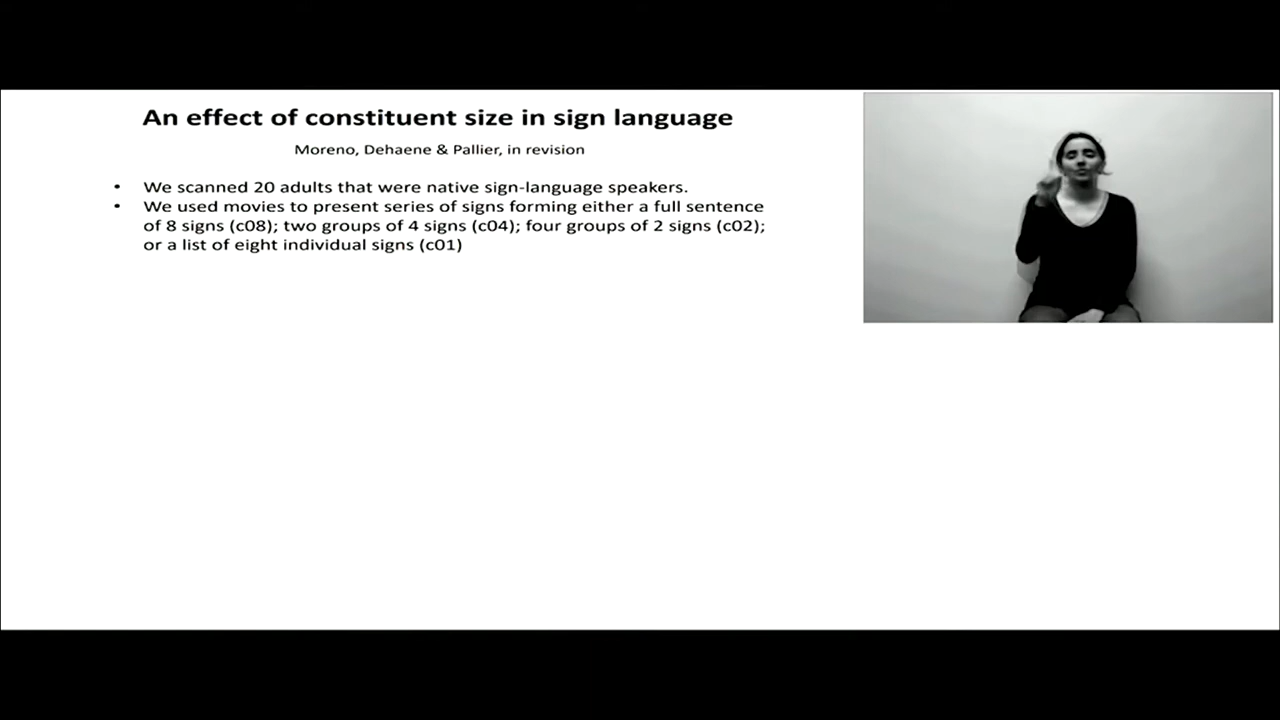 An effect of constituent size in sign language
Moreno, Dehaene & Pallier, in revision
• We scanned 20 adults that were native sign-language speakers.
• We used movies to present series of signs forming either a full sentence
of 8 signs (c08); two groups of 4 signs (c04); four groups of 2 signs (c02);
or a list of eight individual signs (c01)